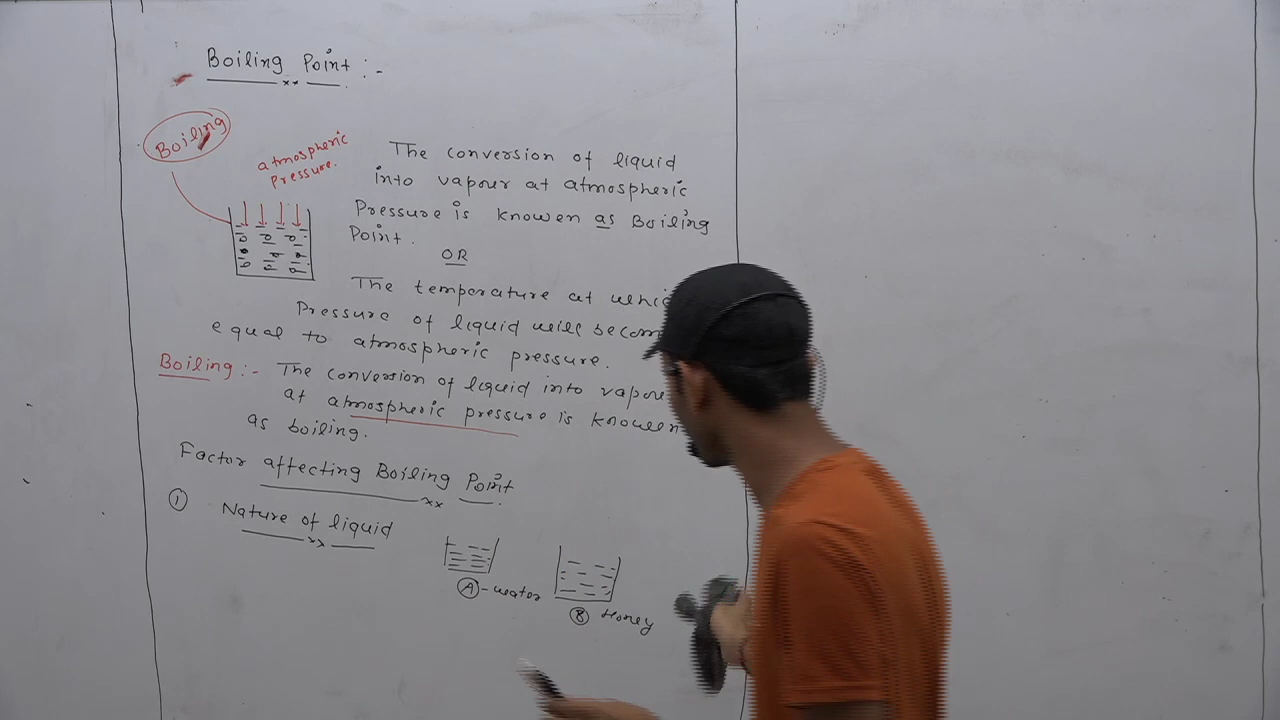 Boiling Point :-
Boiling
atmospheric
pressure.
The conversion of liquid
into vapour at atmospheric
Pressure is knowen as Boiling
Point.
OR
The temperature at
Pressure of liquid will
equal to atmospheric pressure.
Boiling :- The conversion of liquid into vapour
at atmospheric pressure is knowen
as boiling.
Factor affecting Boiling Point
① Nature of liquid
Ⓐ - water
Ⓑ Honey